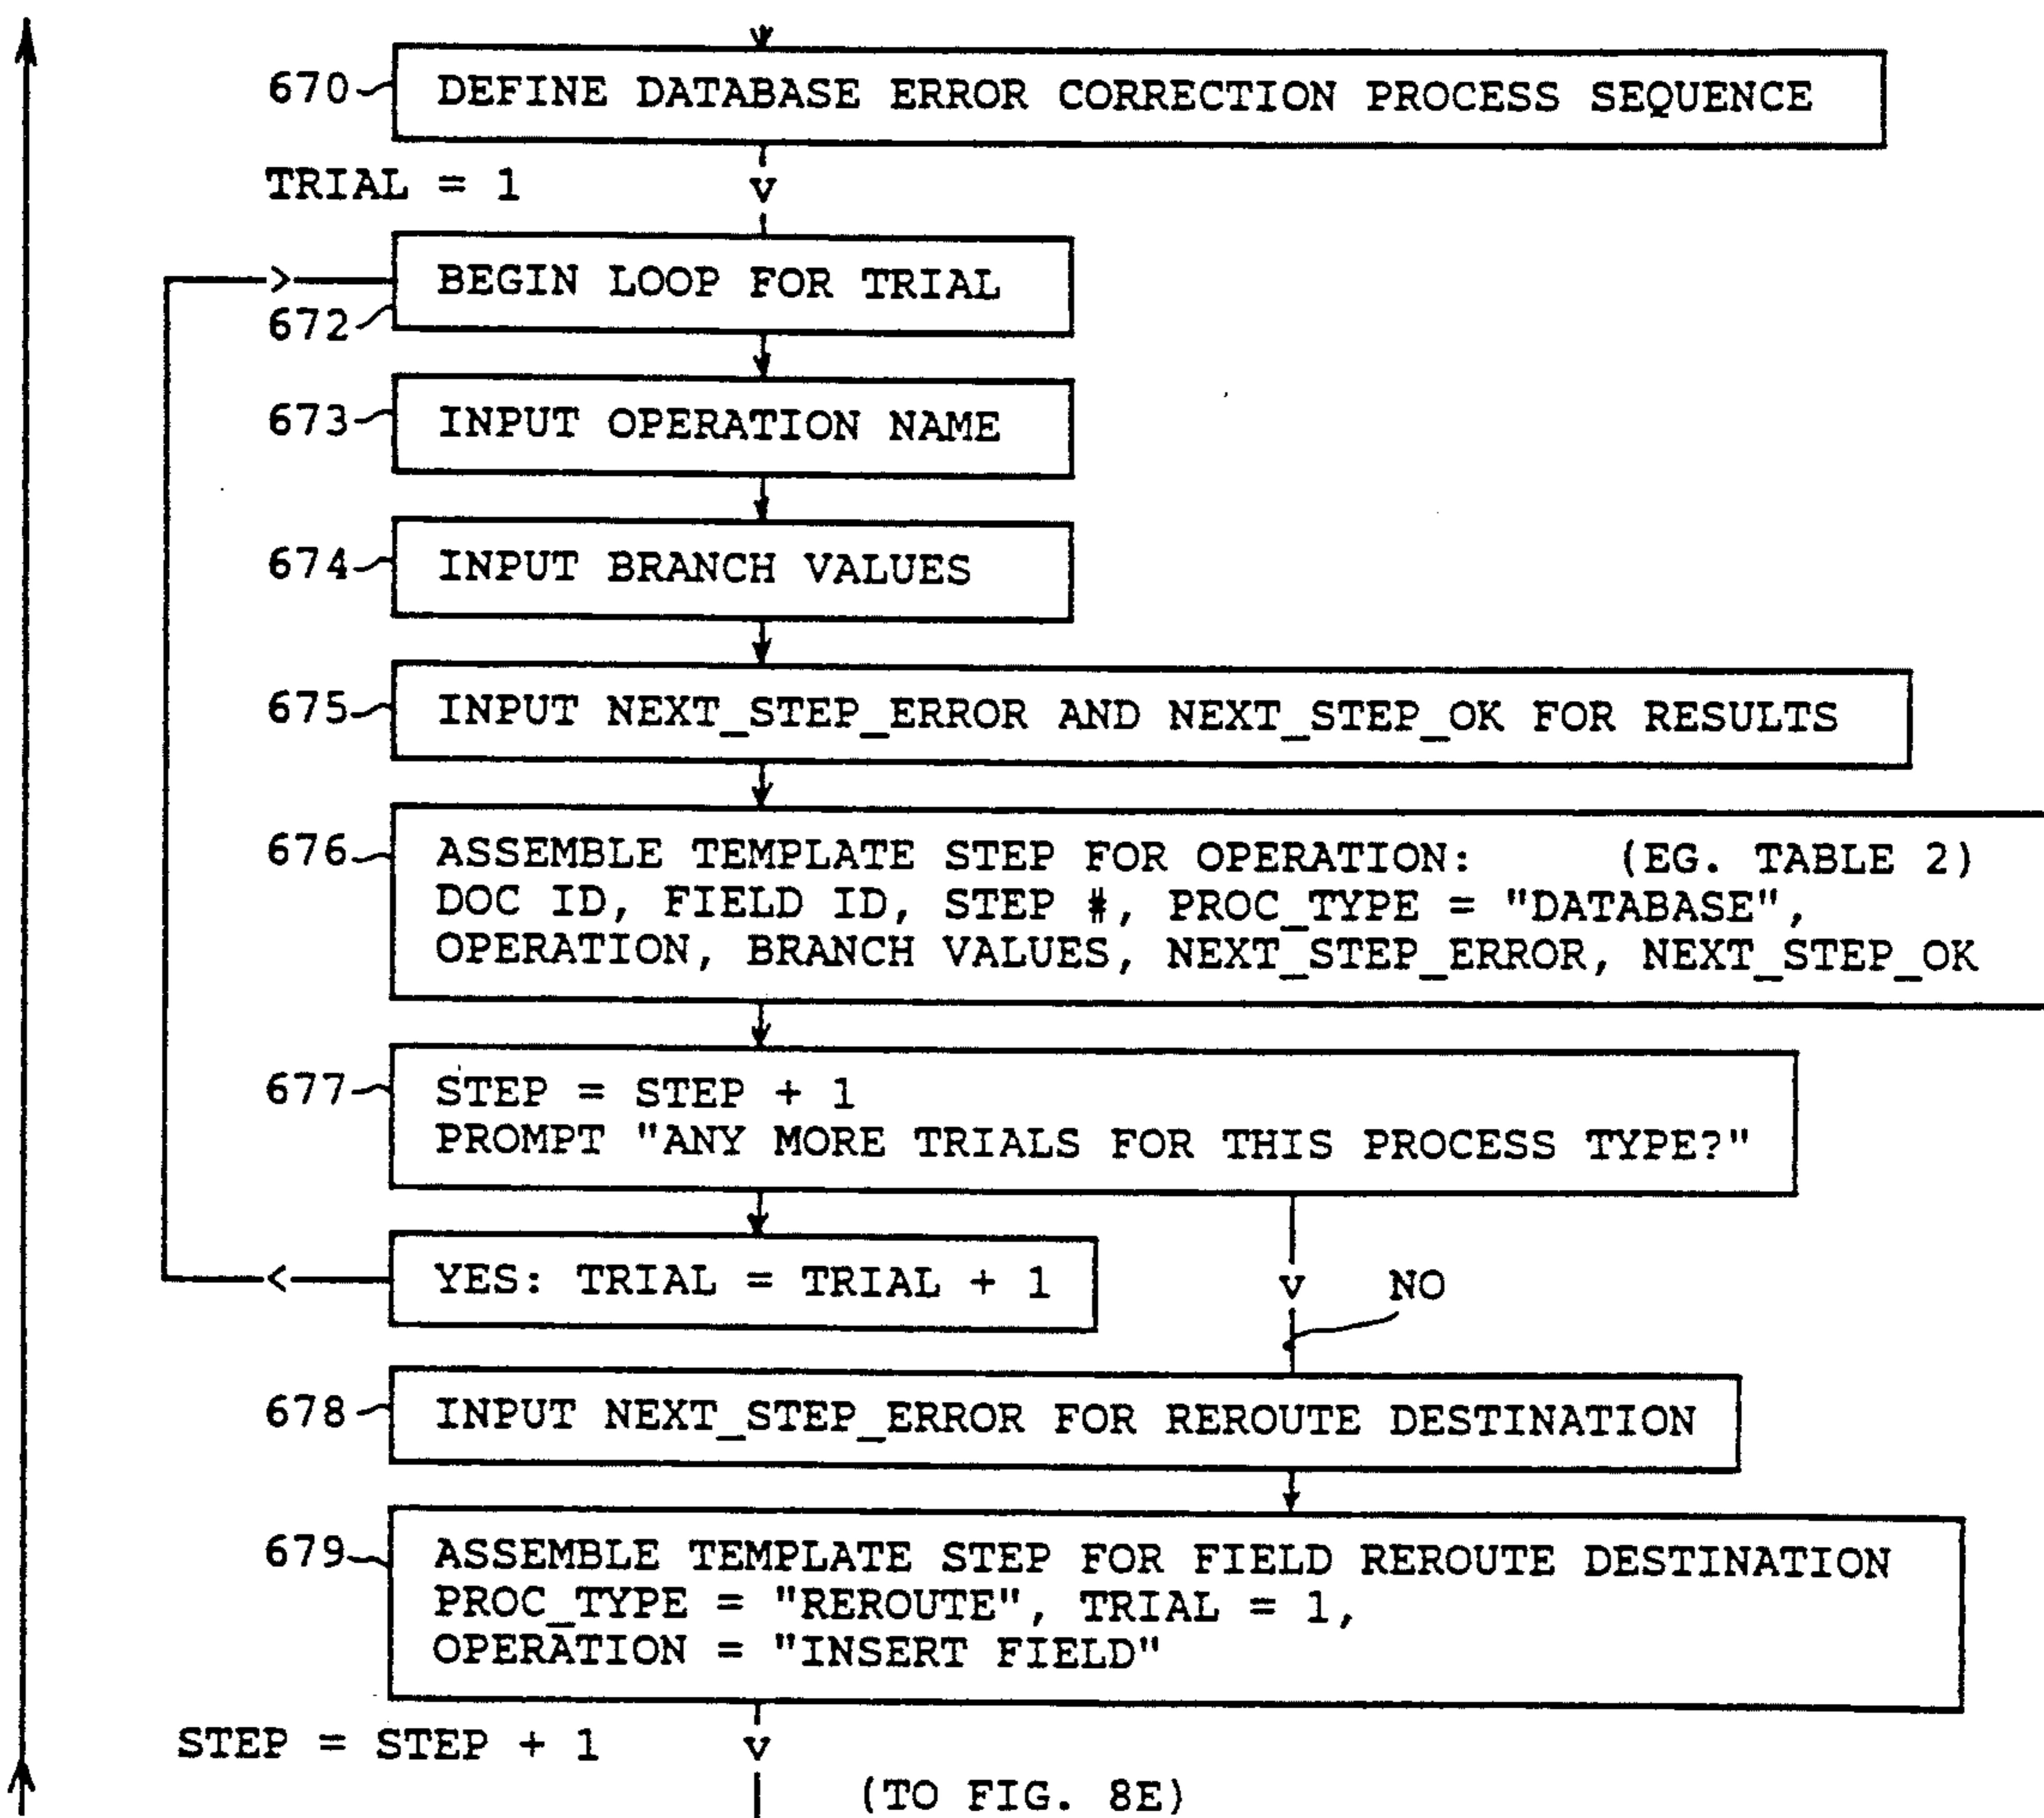 670 DEFINE DATABASE ERROR CORRECTION PROCESS SEQUENCE
TRIAL = 1
BEGIN LOOP FOR TRIAL
672
673 INPUT OPERATION NAME
674 INPUT BRANCH VALUES
675 INPUT NEXT_STEP_ERROR AND NEXT_STEP_OK FOR RESULTS
676 ASSEMBLE TEMPLATE STEP FOR OPERATION: (EG. TABLE 2)
DOC ID, FIELD ID, STEP #, PROC_TYPE = "DATABASE",
OPERATION, BRANCH VALUES, NEXT_STEP_ERROR, NEXT_STEP_OK
677 STEP = STEP + 1
PROMPT "ANY MORE TRIALS FOR THIS PROCESS TYPE?"
YES: TRIAL = TRIAL + 1
NO
678 INPUT NEXT_STEP_ERROR FOR REROUTE DESTINATION
679 ASSEMBLE TEMPLATE STEP FOR FIELD REROUTE DESTINATION
PROC_TYPE = "REROUTE", TRIAL = 1,
OPERATION = "INSERT FIELD"
STEP = STEP + 1
(TO FIG. 8E)